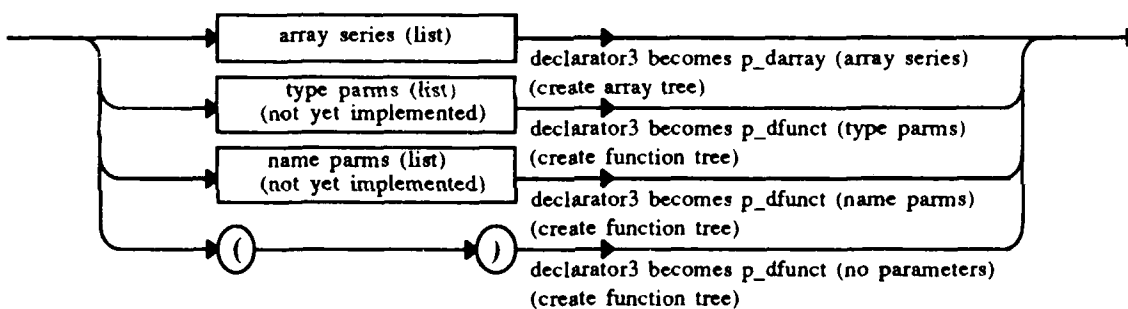 array series (list)
declarator3 becomes p_darray (array series)
(create array tree)
type parms (list)
(not yet implemented)
declarator3 becomes p_dfunct (type parms)
(create function tree)
name parms (list)
(not yet implemented)
declarator3 becomes p_dfunct (name parms)
(create function tree)
( )
declarator3 becomes p_dfunct (no parameters)
(create function tree)